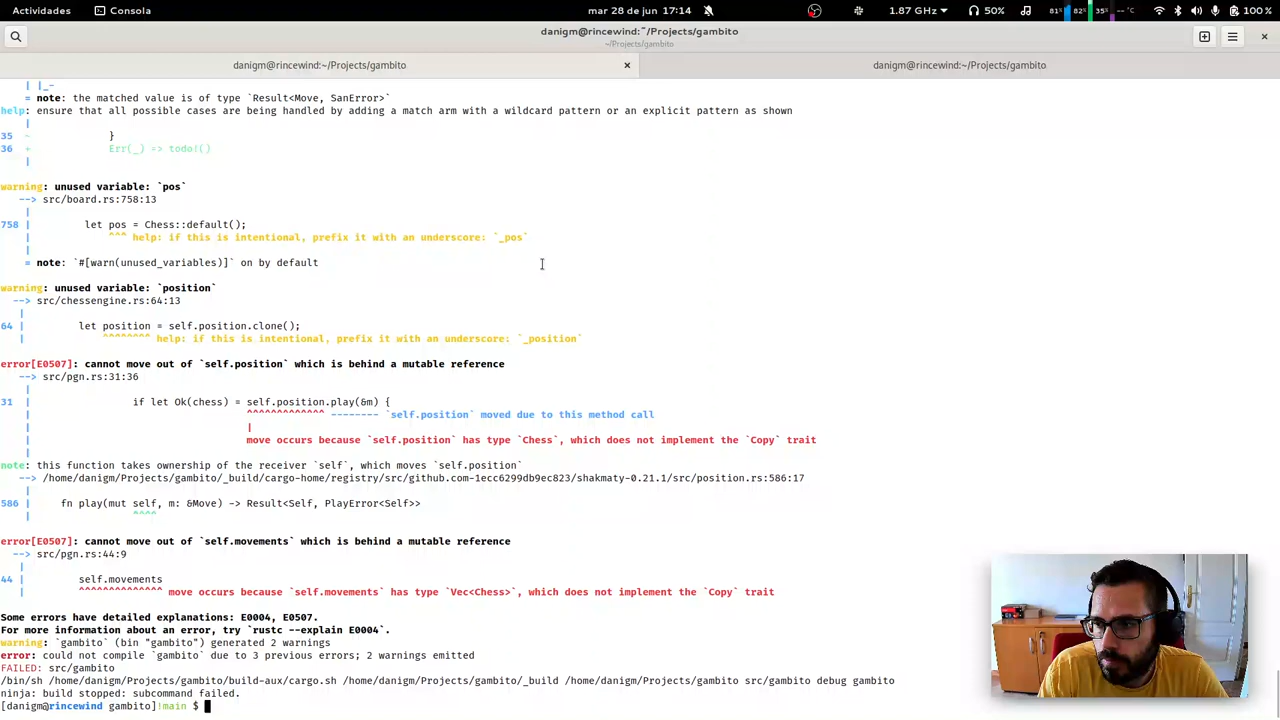 Actividades Consola mar 28 de jun 17:14 1.87 GHz 50% 81% 82% 35% --°C 100 %
danigm@rincewind:~/Projects/gambito
~/Projects/gambito
danigm@rincewind:~/Projects/gambito × danigm@rincewind:~/Projects/gambito
| |_-
= note: the matched value is of type `Result<Move, SanError>`
help: ensure that all possible cases are being handled by adding a match arm with a wildcard pattern or an explicit pattern as shown
|
35 ~ }
36 + Err(_) => todo!()
|
warning: unused variable: `pos`
--> src/board.rs:758:13
|
758 | let pos = Chess::default();
| ^^^ help: if this is intentional, prefix it with an underscore: `_pos`
|
= note: `#[warn(unused_variables)]` on by default
warning: unused variable: `position`
--> src/chessengine.rs:64:13
|
64 | let position = self.position.clone();
| ^^^^^^^^ help: if this is intentional, prefix it with an underscore: `_position`
error[E0507]: cannot move out of `self.position` which is behind a mutable reference
--> src/pgn.rs:31:36
|
31 | if let Ok(chess) = self.position.play(&m) {
| ^^^^^^^^^^^^^ -------- `self.position` moved due to this method call
| |
| move occurs because `self.position` has type `Chess`, which does not implement the `Copy` trait
|
note: this function takes ownership of the receiver `self`, which moves `self.position`
--> /home/danigm/Projects/gambito/_build/cargo-home/registry/src/github.com-1ecc6299db9ec823/shakmaty-0.21.1/src/position.rs:586:17
|
586 | fn play(mut self, m: &Move) -> Result<Self, PlayError<Self>>
| ^^^^
error[E0507]: cannot move out of `self.movements` which is behind a mutable reference
--> src/pgn.rs:44:9
|
44 | self.movements
| ^^^^^^^^^^^^^^ move occurs because `self.movements` has type `Vec<Chess>`, which does not implement the `Copy` trait
Some errors have detailed explanations: E0004, E0507.
For more information about an error, try `rustc --explain E0004`.
warning: `gambito` (bin "gambito") generated 2 warnings
error: could not compile `gambito` due to 3 previous errors; 2 warnings emitted
FAILED: src/gambito
/bin/sh /home/danigm/Projects/gambito/build-aux/cargo.sh /home/danigm/Projects/gambito/_build /home/danigm/Projects/gambito src/gambito debug gambito
ninja: build stopped: subcommand failed.
[danigm@rincewind gambito]!main $